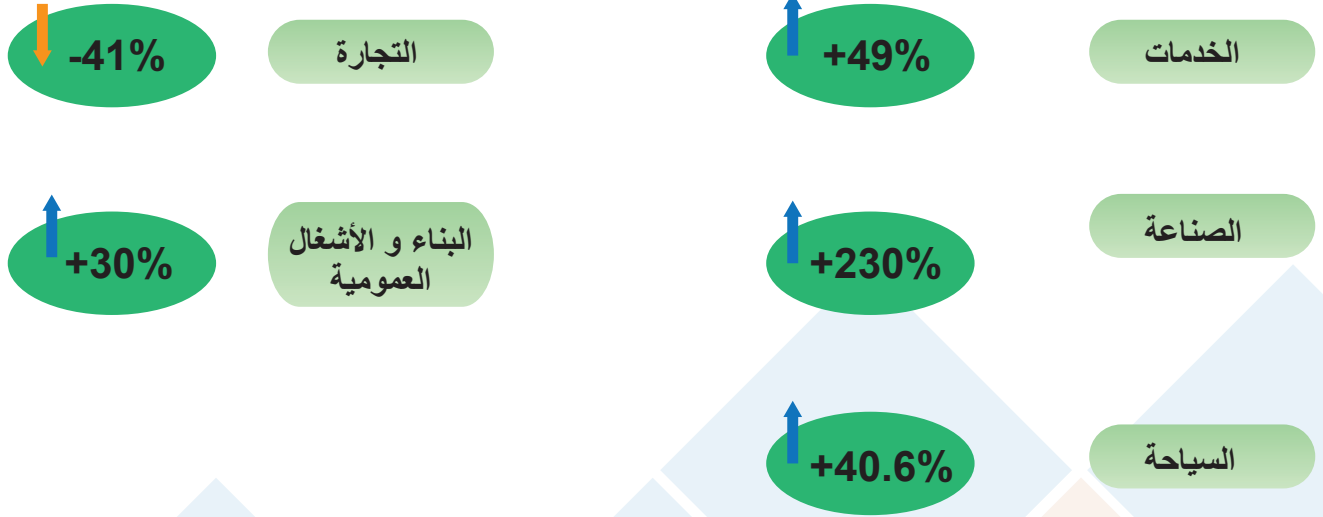 الخدمات
+49%
التجارة
-41%
الصناعة
+230%
البناء و الأشغال
العمومية
+30%
السياحة
+40.6%